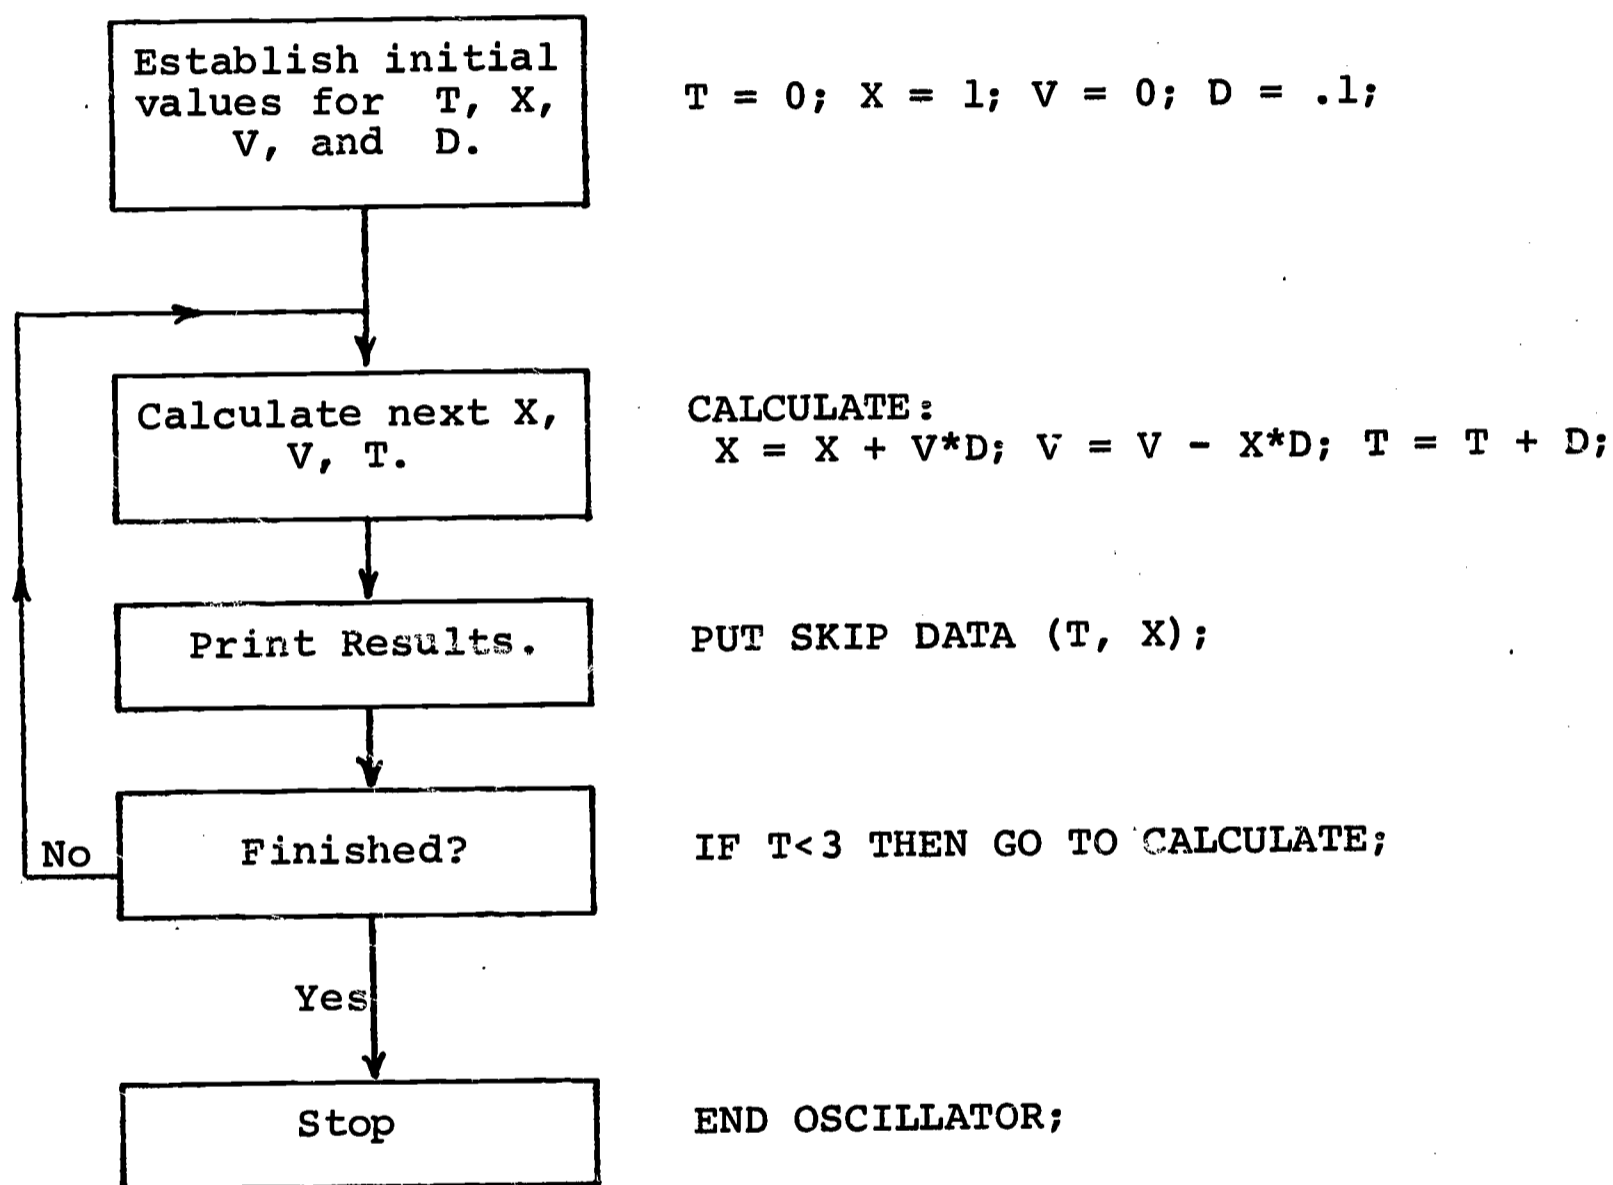 Establish initial
values for T, X,
V, and D.
T = 0; X = 1; V = 0; D = .1;
Calculate next X,
V, T.
CALCULATE:
X = X + V*D; V = V - X*D; T = T + D;
Print Results.
PUT SKIP DATA (T, X);
Finished?
No
IF T<3 THEN GO TO CALCULATE;
Yes
Stop
END OSCILLATOR;